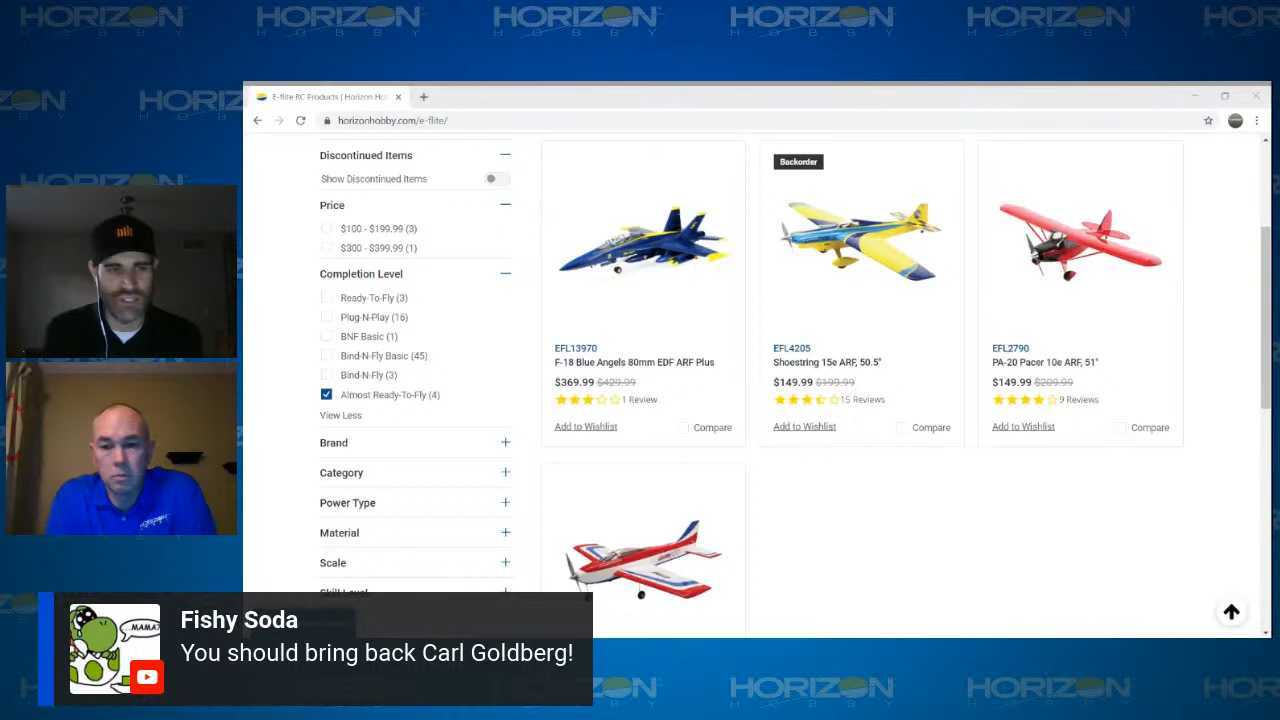 HORIZON
HOBBY
E-flite RC Products | Horizon Ho
horizonhobby.com/e-flite/
Discontinued Items
Show Discontinued Items
Price
$100 - $199.99 (3)
$300 - $399.99 (1)
Completion Level
Ready-To-Fly (3)
Plug-N-Play (16)
BNF Basic (1)
Bind-N-Fly Basic (45)
Bind-N-Fly (3)
Almost Ready-To-Fly (4)
View Less
Brand
Category
Power Type
Material
Scale
Skill Level
EFL13970
F-18 Blue Angels 80mm EDF ARF Plus
$369.99 $429.99
1 Review
Add to Wishlist
Compare
Backorder
EFL4205
Shoestring 15e ARF, 50.5"
$149.99 $199.99
15 Reviews
Add to Wishlist
Compare
EFL2790
PA-20 Pacer 10e ARF, 51"
$149.99 $209.99
9 Reviews
Add to Wishlist
Compare
HORIZON
...MAMA?
Fishy Soda
You should bring back Carl Goldberg!